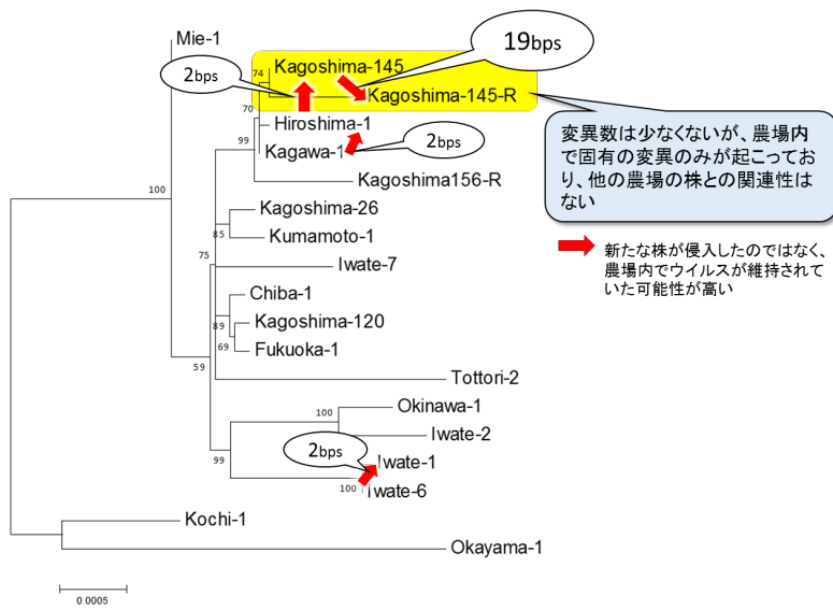 Mie-1
Kagoshima-145
19bps
2bps
74
Kagoshima-145-R
70
Hiroshima-1
99
Kagawa-1
2bps
Kagoshima156-R
100
Kagoshima-26
85
Kumamoto-1
75
Iwate-7
Chiba-1
89
Kagoshima-120
69
Fukuoka-1
59
Tottori-2
100
Okinawa-1
Iwate-2
99
2bps
Iwate-1
100
Iwate-6
Kochi-1
Okayama-1
0.0005
変異数は少なくないが、農場内
で固有の変異のみが起こってお
り、他の農場の株との関連性は
ない
新たな株が侵入したのではなく、
農場内でウイルスが維持されて
いた可能性が高い